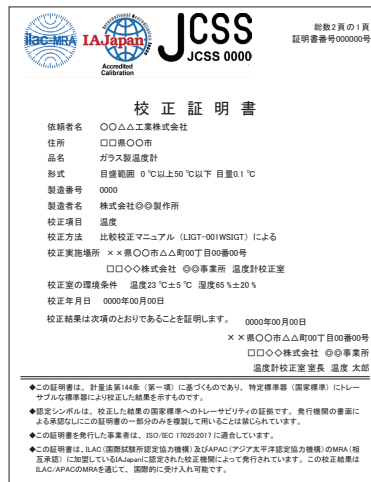 ilac-MRA
International Accreditation Japan
IAJapan
Accredited
Calibration
JCSS
JCSS 0000
総数2頁の1頁
証明書番号000000号
校正証明書
依頼者名 〇〇△△工業株式会社
住所 □□県〇〇市
品名 ガラス製温度計
形式 目盛範囲 0 ℃以上50 ℃以下 目量0.1 ℃
製造番号 0000
製造者名 株式会社◎◎製作所
校正項目 温度
校正方法 比較校正マニュアル（LIGT-001WSIGT）による
校正実施場所 ××県〇〇市△△町00丁目00番00号
□□◇◇株式会社 ◎◎事業所 温度計校正室
校正室の環境条件 温度23 ℃±5 ℃ 湿度65 %±20 %
校正年月日 0000年00月00日
校正結果は次項のとおりであることを証明します。 0000年00月00日
××県〇〇市△△町00丁目00番00号
□□◇◇株式会社 ◎◎事業所
温度計校正室室長 温度 太郎
◆この証明書は、計量法第144条（第一項）に基づくものであり、特定標準器（国家標準）にトレー
サブルな標準器により校正した結果を示すものです。
◆認定シンボルは、校正した結果の国家標準へのトレーサビリティの証拠です。発行機関の書面に
よる承認なしにこの証明書の一部分のみを複製して用いることは禁じられています。
◆この証明書を発行した事業者は、ISO/IEC 17025:2017 に適合しています。
◆この証明書は、ILAC（国際試験所認定協力機構）及びAPAC（アジア太平洋認定協力機構）のMRA（相
互承認）に加盟しているIAJapanに認定された校正機関によって発行されています。この校正結果は
ILAC/APACのMRAを通じて、国際的に受け入れ可能です。